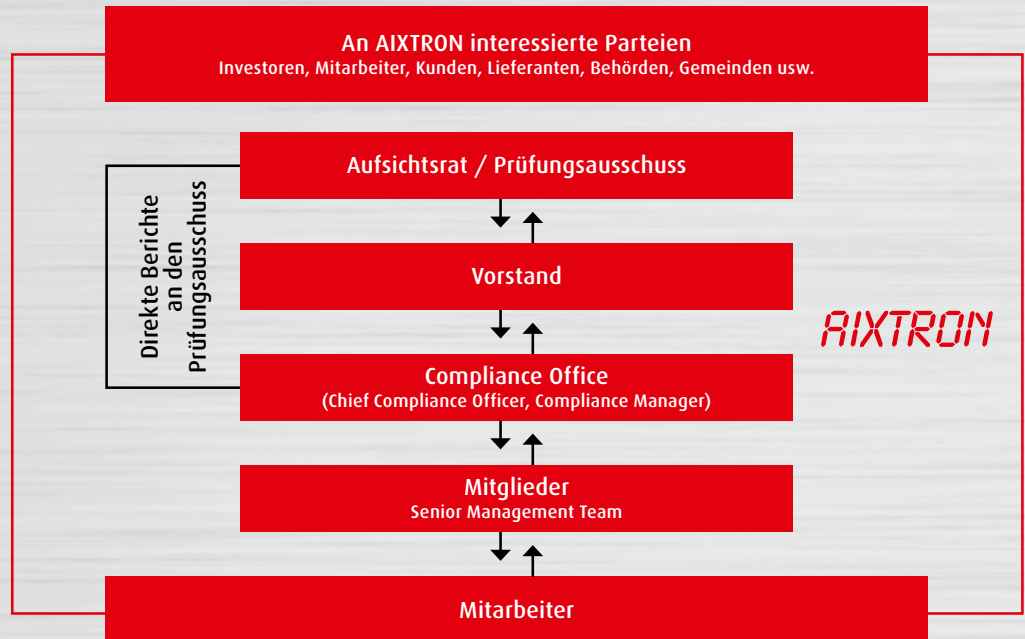 An AIXTRON interessierte Parteien
Investoren, Mitarbeiter, Kunden, Lieferanten, Behörden, Gemeinden usw.
Aufsichtsrat / Prüfungsausschuss
Direkte Berichte
an den
Prüfungsausschuss
Vorstand
AIXTRON
Compliance Office
(Chief Compliance Officer, Compliance Manager)
Mitglieder
Senior Management Team
Mitarbeiter